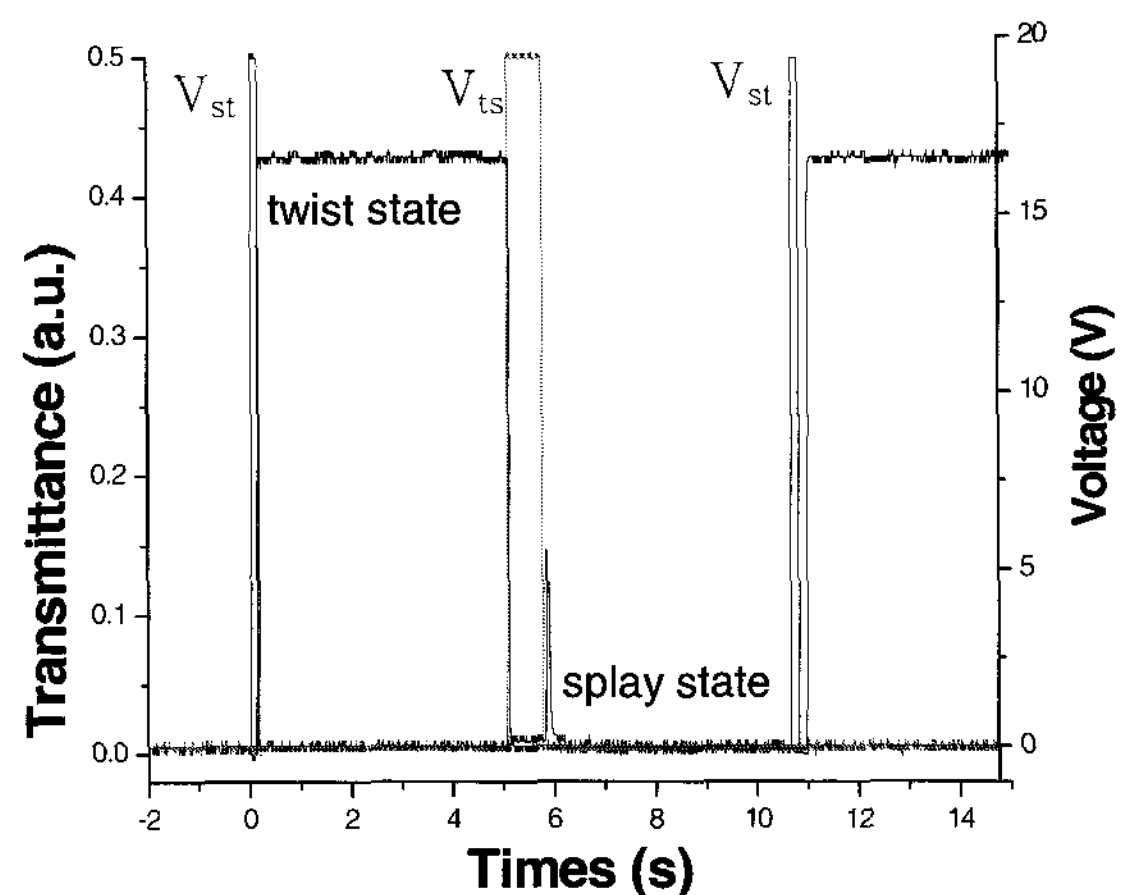 0.5
0.4
0.3
0.2
0.1
0.0
Transmittance (a.u.)
V_st
V_ts
V_st
twist state
splay state
20
15
10
5
0
Voltage (V)
-2 0 2 4 6 8 10 12 14
Times (s)